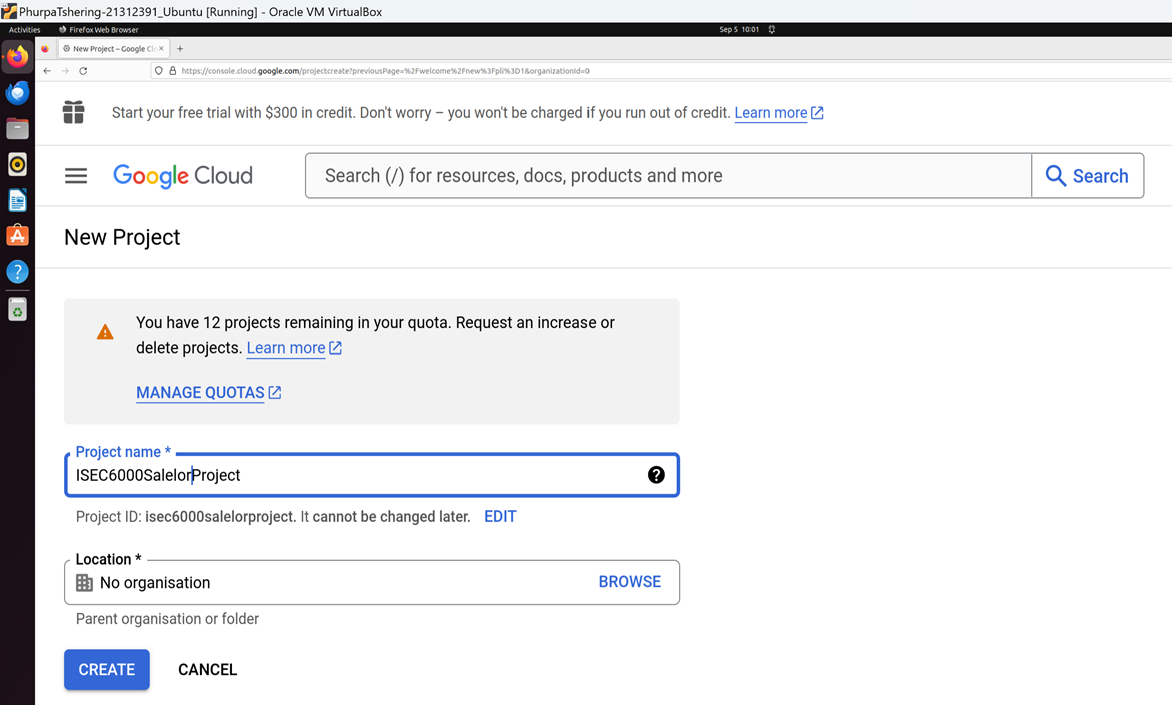 PhurpaTshering-21312391_Ubuntu [Running] - Oracle VM VirtualBox
Activities Firefox Web Browser Sep 5 10:01
New Project – Google Clo
https://console.cloud.google.com/projectcreate?previousPage=%2Fwelcome%2Fnew%3Fpli%3D1&organizationId=0
Start your free trial with $300 in credit. Don't worry – you won't be charged if you run out of credit. Learn more
Google Cloud
Search (/) for resources, docs, products and more
Search
New Project
You have 12 projects remaining in your quota. Request an increase or
delete projects. Learn more
MANAGE QUOTAS
Project name *
ISEC6000SalelorProject
Project ID: isec6000salelorproject. It cannot be changed later. EDIT
Location *
No organisation BROWSE
Parent organisation or folder
CREATE CANCEL